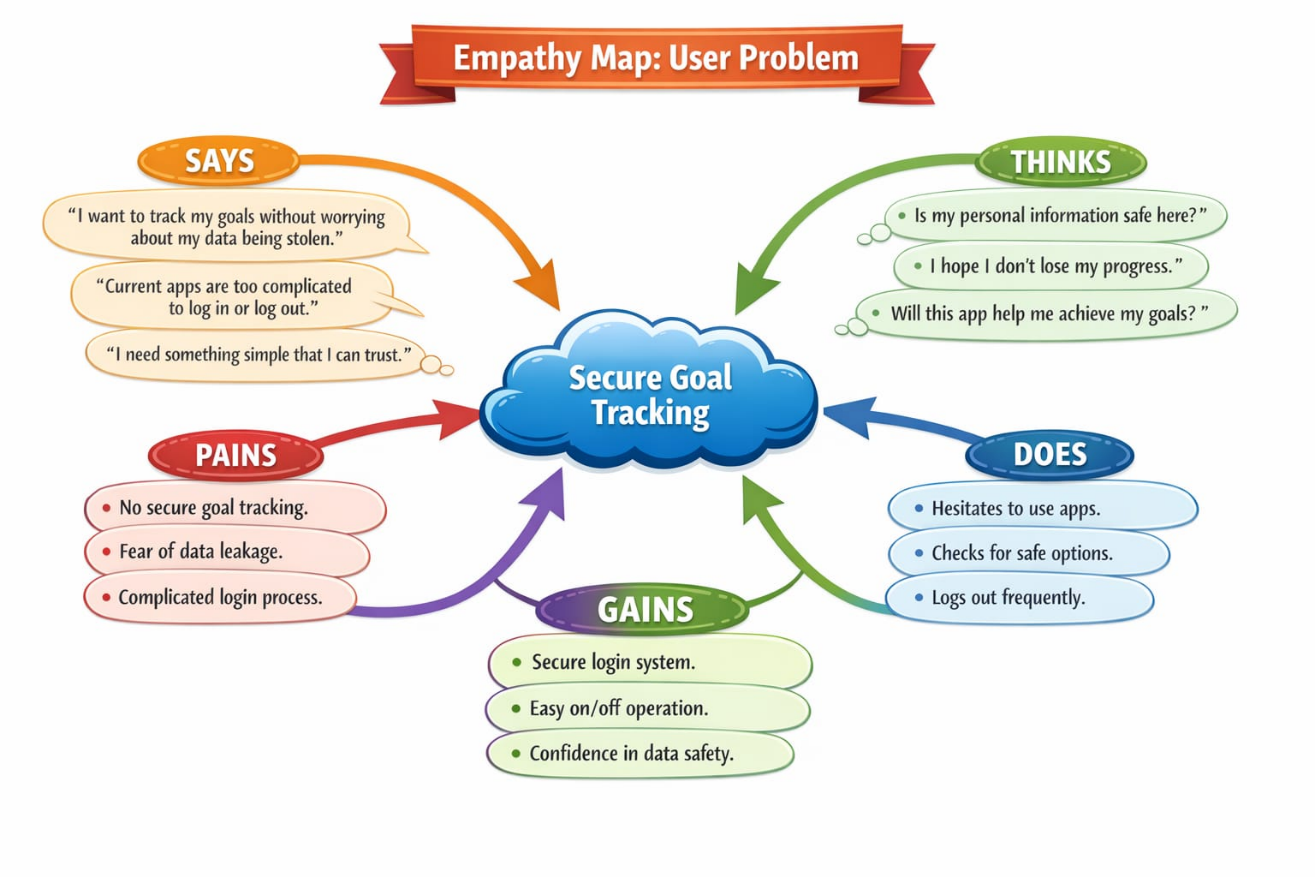 Empathy Map: User Problem
SAYS
“I want to track my goals without worrying
about my data being stolen.”
“Current apps are too complicated
to log in or log out.”
“I need something simple that I can trust.”
THINKS
• Is my personal information safe here?”
• I hope I don’t lose my progress.”
• Will this app help me achieve my goals? ”
Secure Goal
Tracking
PAINS
• No secure goal tracking.
• Fear of data leakage.
• Complicated login process.
DOES
• Hesitates to use apps.
• Checks for safe options.
• Logs out frequently.
GAINS
• Secure login system.
• Easy on/off operation.
• Confidence in data safety.